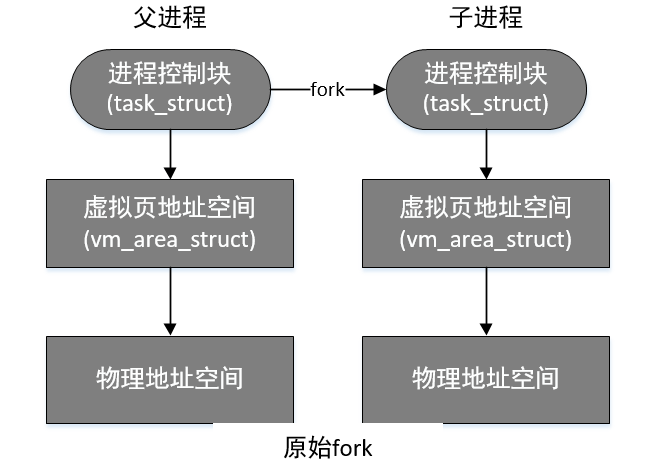 父进程
子进程
进程控制块
(task_struct)
fork
进程控制块
(task_struct)
虚拟页地址空间
(vm_area_struct)
虚拟页地址空间
(vm_area_struct)
物理地址空间
物理地址空间
原始fork